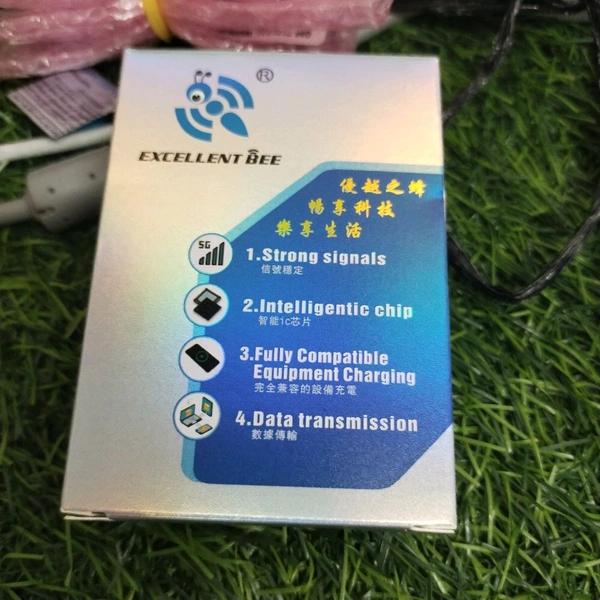 ®
EXCELLENT BEE
優越之蜂
暢享科技
樂享生活
5G
1.Strong signals
信號穩定
2.Intelligentic chip
智能ic芯片
3.Fully Compatible
Equipment Charging
完全兼容的設備充電
4.Data transmission
數據傳輸